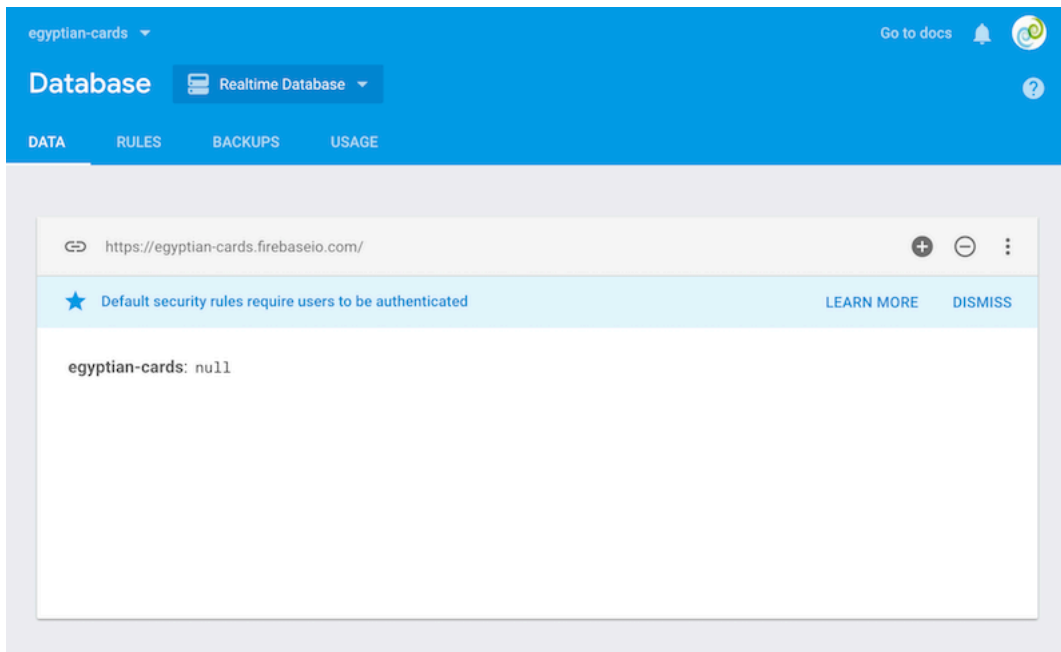 egyptian-cards
Go to docs
Database
Realtime Database
DATA RULES BACKUPS USAGE
https://egyptian-cards.firebaseio.com/
Default security rules require users to be authenticated
LEARN MORE DISMISS
egyptian-cards: null